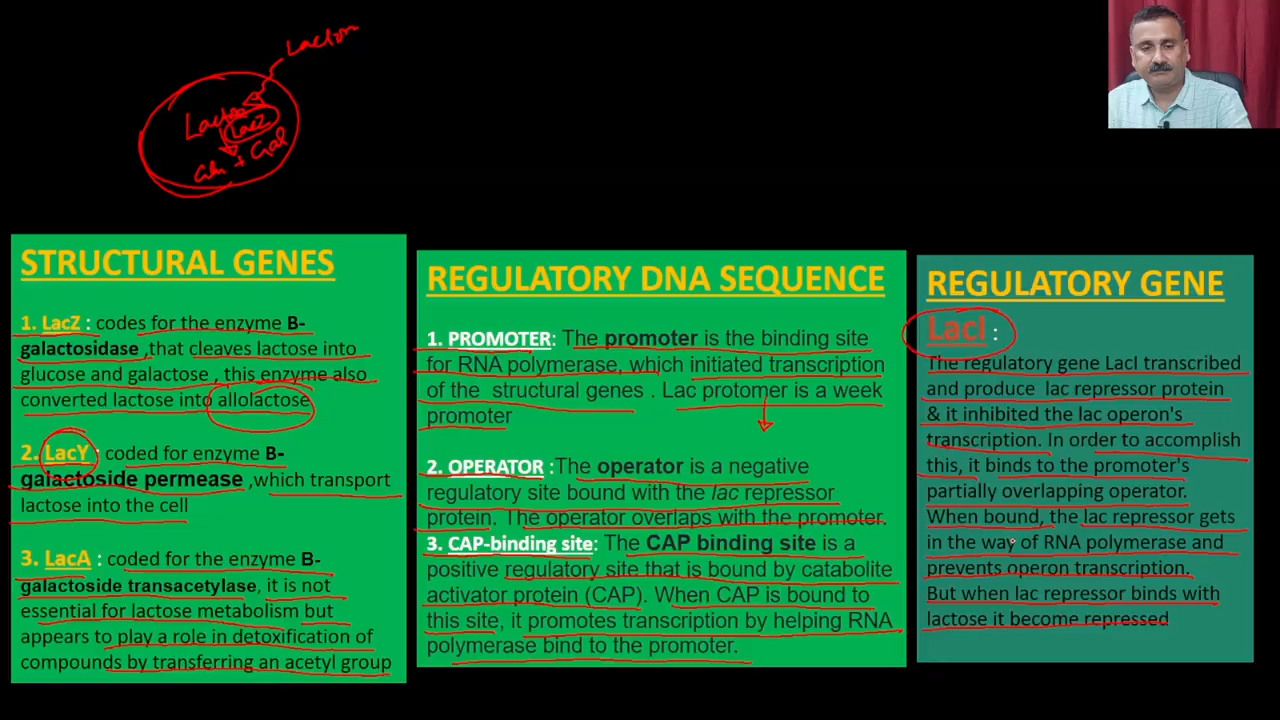 Lacton
Lactose
LacZ
Glu + Gal
STRUCTURAL GENES
1. LacZ : codes for the enzyme B-
galactosidase ,that cleaves lactose into
glucose and galactose , this enzyme also
converted lactose into allolactose
2. LacY : coded for enzyme B-
galactoside permease ,which transport
lactose into the cell
3. LacA : coded for the enzyme B-
galactoside transacetylase, it is not
essential for lactose metabolism but
appears to play a role in detoxification of
compounds by transferring an acetyl group
REGULATORY DNA SEQUENCE
1. PROMOTER: The promoter is the binding site
for RNA polymerase, which initiated transcription
of the structural genes . Lac protomer is a week
promoter
2. OPERATOR :The operator is a negative
regulatory site bound with the lac repressor
protein. The operator overlaps with the promoter.
3. CAP-binding site: The CAP binding site is a
positive regulatory site that is bound by catabolite
activator protein (CAP). When CAP is bound to
this site, it promotes transcription by helping RNA
polymerase bind to the promoter.
REGULATORY GENE
LacI :
The regulatory gene LacI transcribed
and produce lac repressor protein
& it inhibited the lac operon's
transcription. In order to accomplish
this, it binds to the promoter's
partially overlapping operator.
When bound, the lac repressor gets
in the way of RNA polymerase and
prevents operon transcription.
But when lac repressor binds with
lactose it become repressed